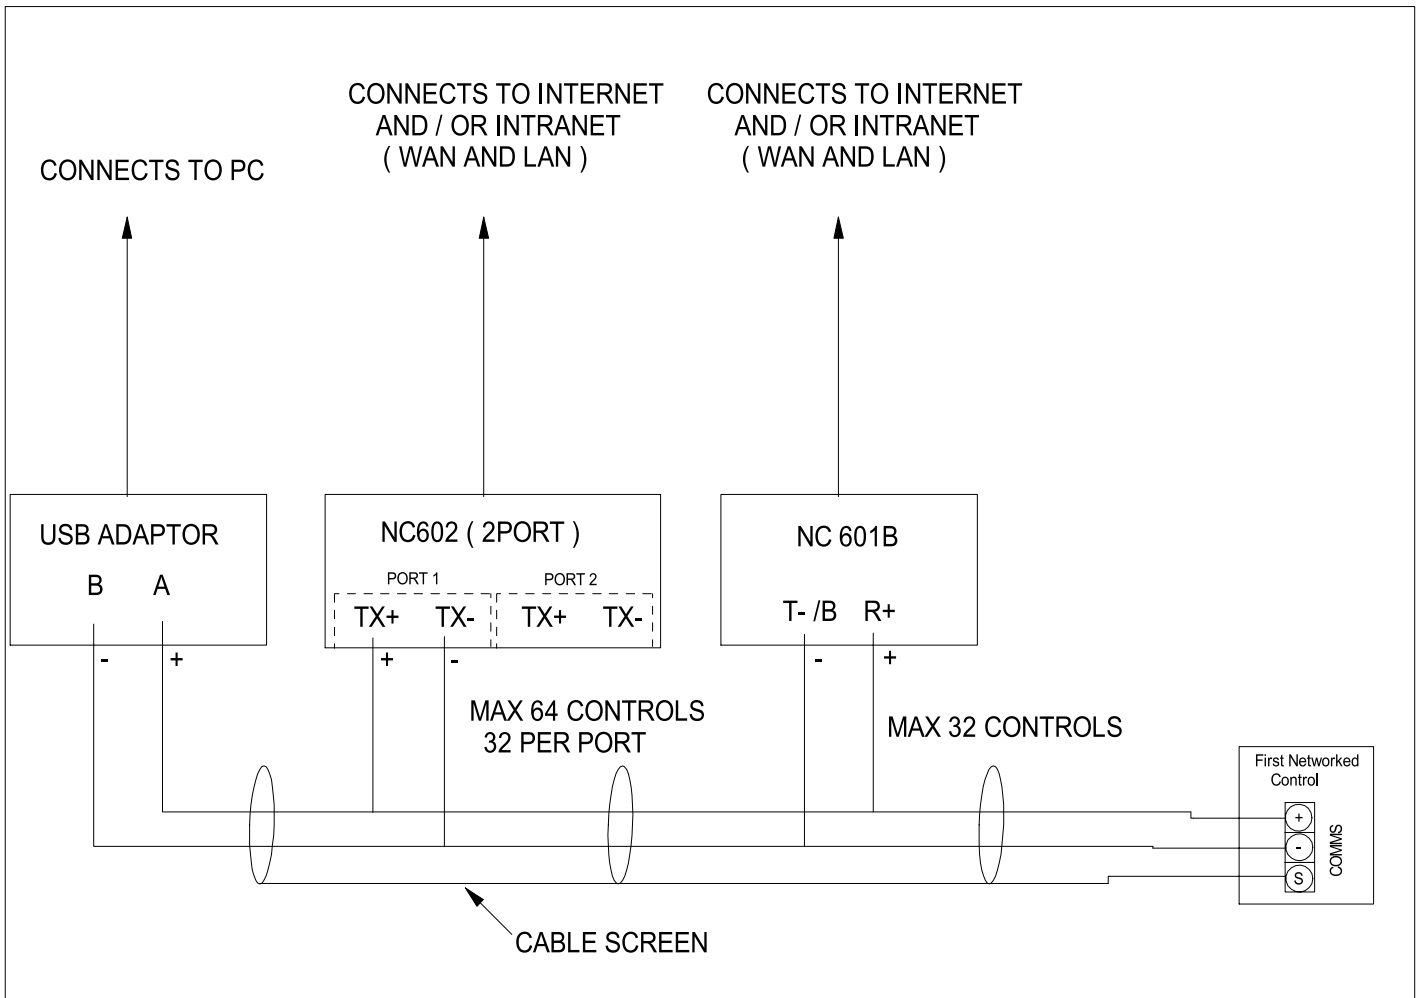 CONNECTS TO PC
CONNECTS TO INTERNET
AND / OR INTRANET
( WAN AND LAN )
CONNECTS TO INTERNET
AND / OR INTRANET
( WAN AND LAN )
USB ADAPTOR
B A
- +
NC602 ( 2PORT )
PORT 1 PORT 2
TX+ TX- TX+ TX-
+ -
NC 601B
T- /B R+
- +
MAX 64 CONTROLS
32 PER PORT
MAX 32 CONTROLS
First Networked
Control
+
-
S
COMMS
CABLE SCREEN